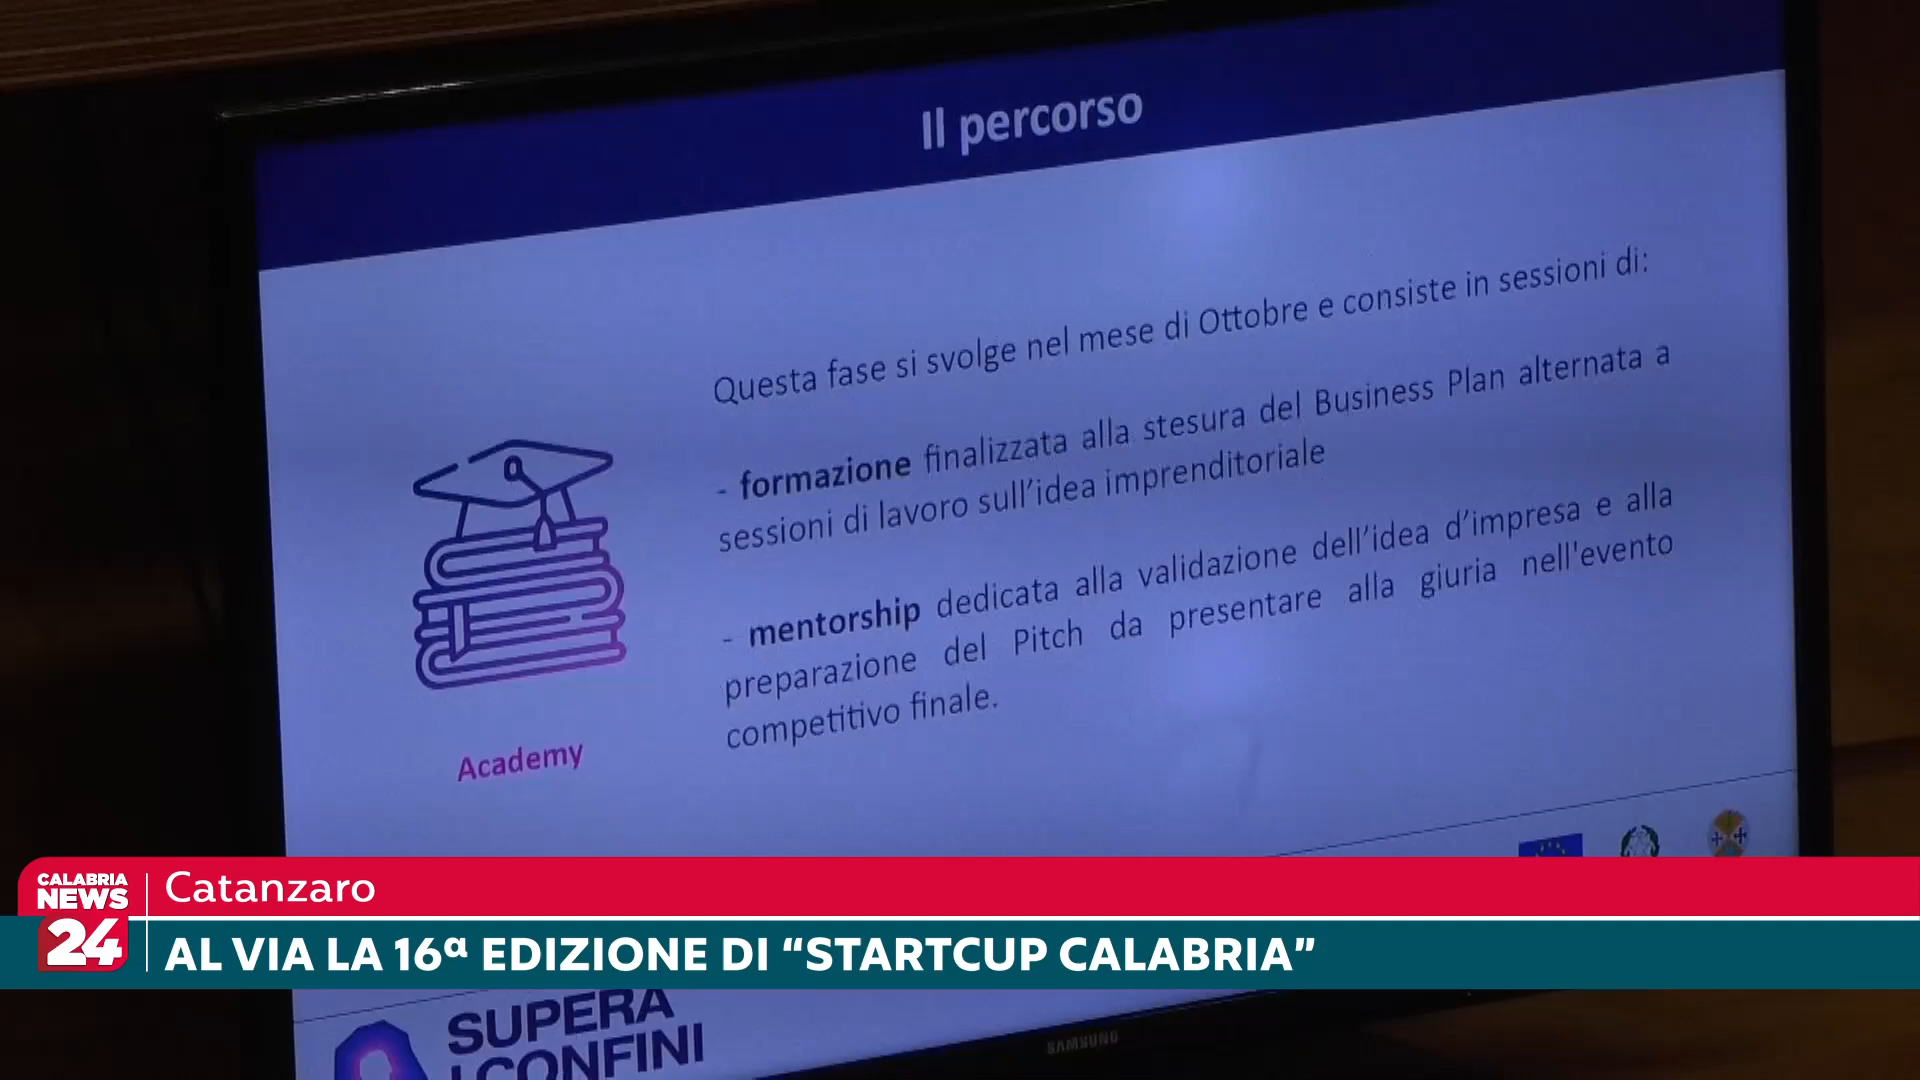 Il percorso
Questa fase si svolge nel mese di Ottobre e consiste in sessioni di:
- formazione finalizzata alla stesura del Business Plan alternata a
sessioni di lavoro sull’idea imprenditoriale
- mentorship dedicata alla validazione dell’idea d’impresa e alla
preparazione del Pitch da presentare alla giuria nell'evento
competitivo finale.
Academy
CALABRIA
NEWS
24
Catanzaro
AL VIA LA 16ª EDIZIONE DI “STARTCUP CALABRIA”
SUPERA
I CONFINI
SAMSUNG